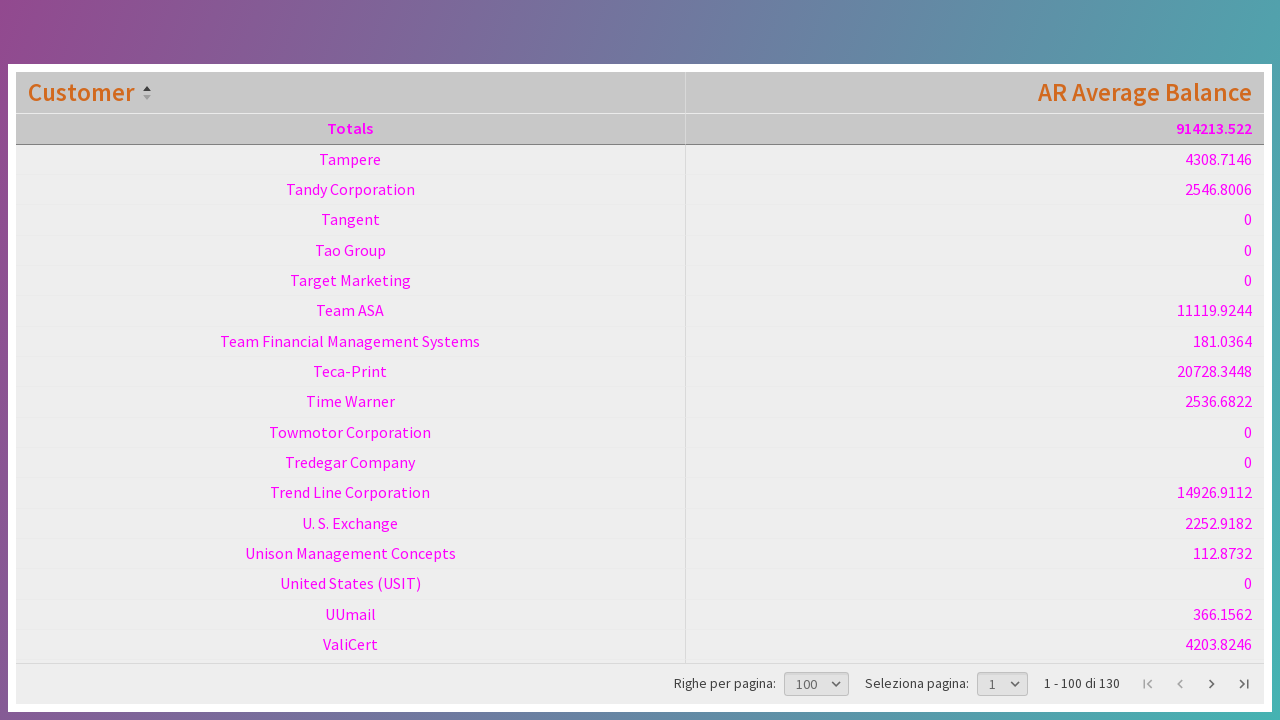 Customer AR Average Balance
Totals 914213.522
Tampere 4308.7146
Tandy Corporation 2546.8006
Tangent 0
Tao Group 0
Target Marketing 0
Team ASA 11119.9244
Team Financial Management Systems 181.0364
Teca-Print 20728.3448
Time Warner 2536.6822
Towmotor Corporation 0
Tredegar Company 0
Trend Line Corporation 14926.9112
U. S. Exchange 2252.9182
Unison Management Concepts 112.8732
United States (USIT) 0
UUmail 366.1562
ValiCert 4203.8246
Righe per pagina: 100 Seleziona pagina: 1 1 - 100 di 130